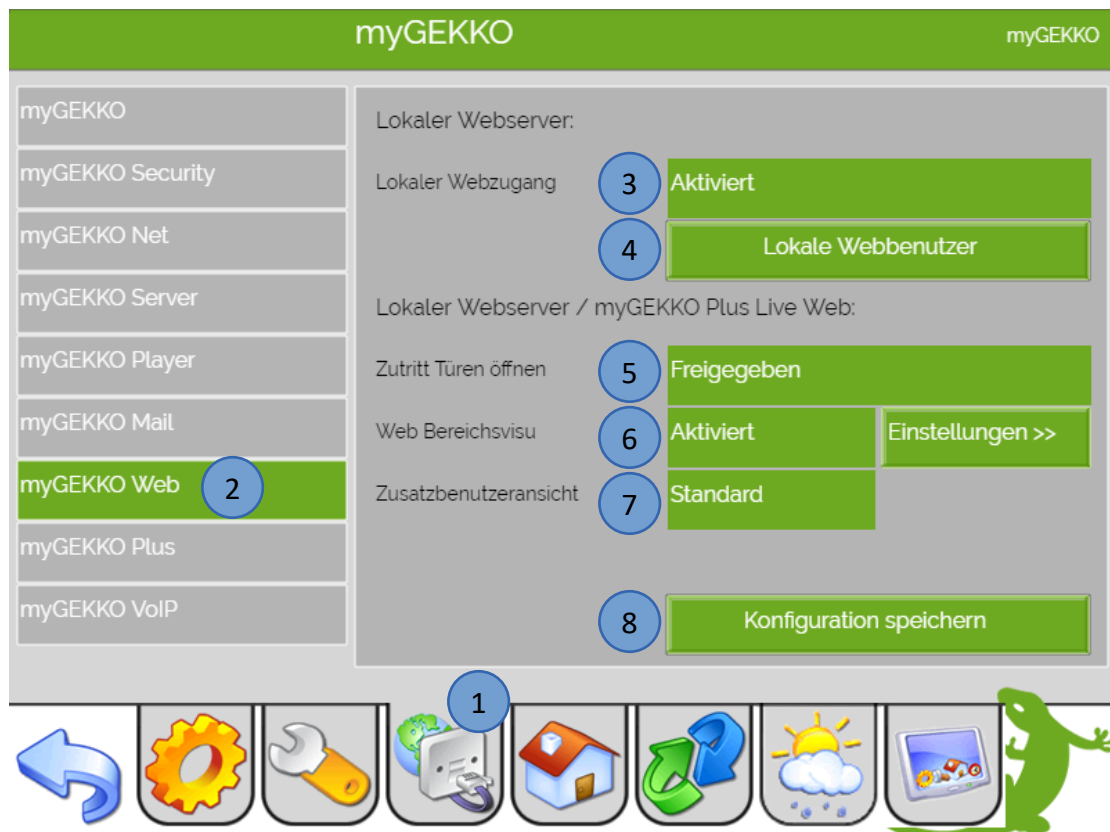 myGEKKO
myGEKKO
myGEKKO
myGEKKO Security
myGEKKO Net
myGEKKO Server
myGEKKO Player
myGEKKO Mail
myGEKKO Web 2
myGEKKO Plus
myGEKKO VoIP
Lokaler Webserver:
Lokaler Webzugang 3 Aktiviert
4 Lokale Webbenutzer
Lokaler Webserver / myGEKKO Plus Live Web:
Zutritt Türen öffnen 5 Freigegeben
Web Bereichsvisu 6 Aktiviert Einstellungen >>
Zusatzbenutzeransicht 7 Standard
8 Konfiguration speichern
1